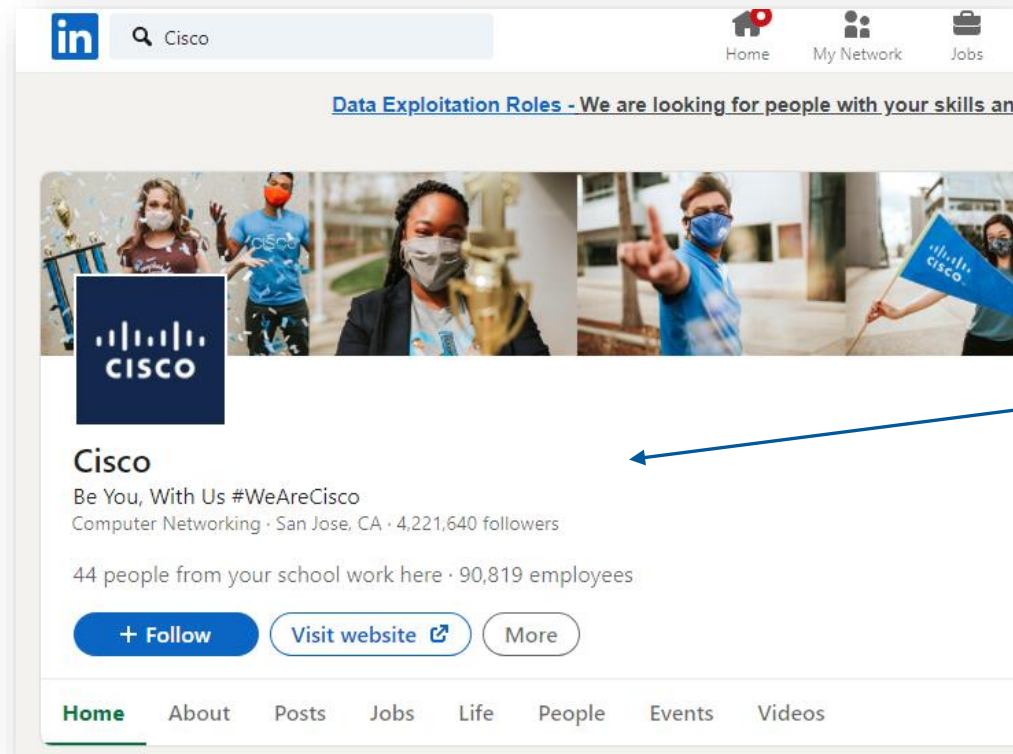 in
Cisco
Home
My Network
Jobs
Data Exploitation Roles - We are looking for people with your skills an
CISCO
CISCO
CISCO
Cisco
Be You, With Us #WeAreCisco
Computer Networking · San Jose, CA · 4,221,640 followers
44 people from your school work here · 90,819 employees
+ Follow
Visit website
More
Home
About
Posts
Jobs
Life
People
Events
Videos